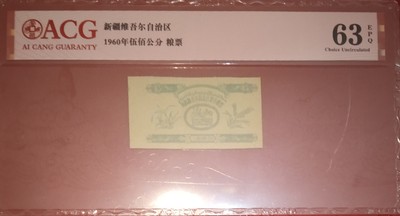 ACG
AI CANG GUARANTY
新疆维吾尔自治区
1960年伍佰公分 粮票
63
EPQ
Choice Uncirculated